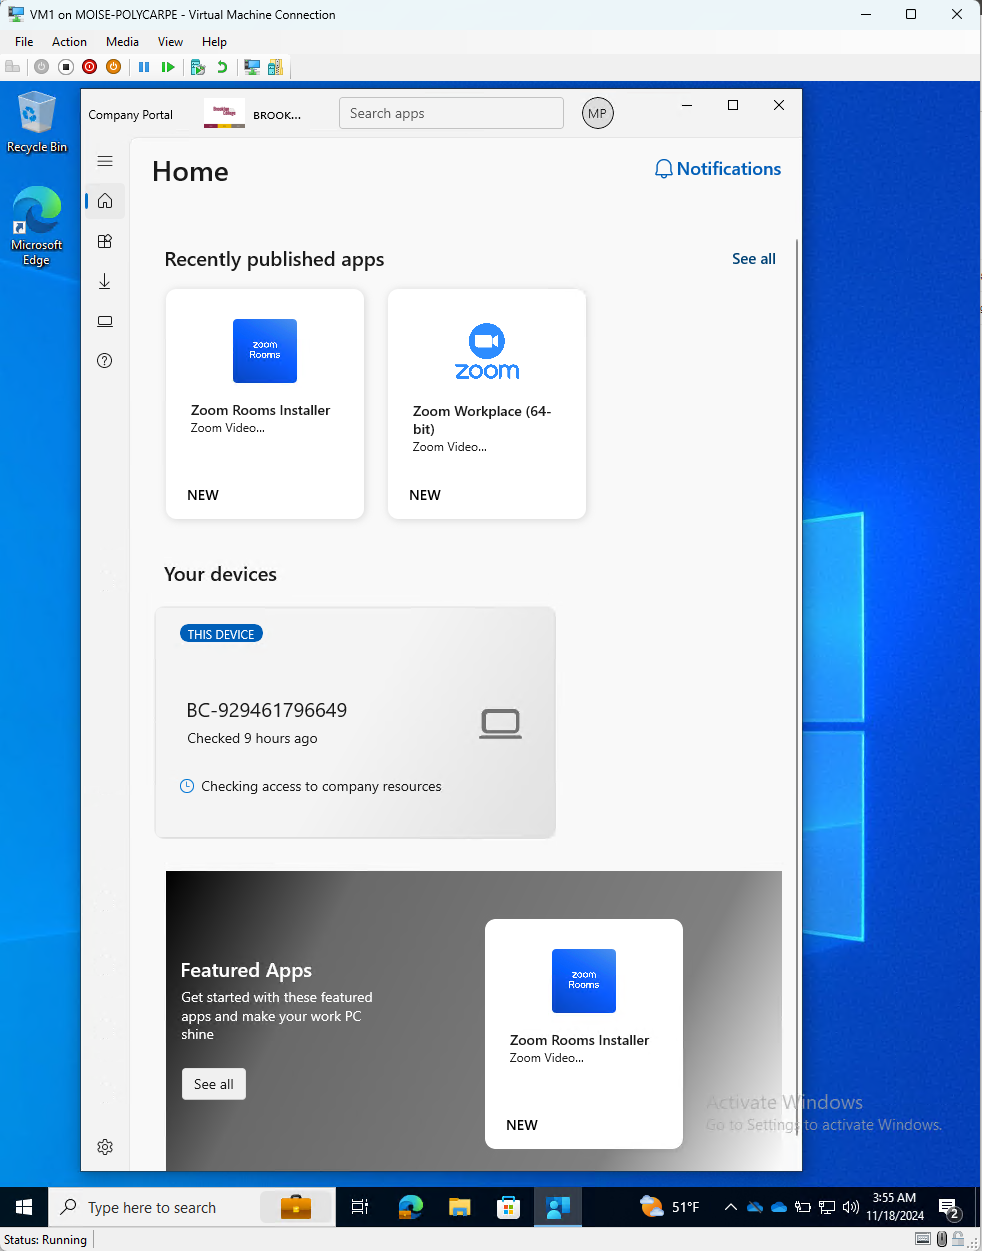 VM1 on MOISE-POLYCARPE - Virtual Machine Connection
File Action Media View Help
Recycle Bin
Microsoft
Edge
Company Portal
Brooklyn
College
BROOK...
Search apps
MP
Home
Notifications
Recently published apps
See all
zoom
Rooms
Zoom Rooms Installer
Zoom Video...
NEW
zoom
Zoom Workplace (64-
bit)
Zoom Video...
NEW
Your devices
THIS DEVICE
BC-929461796649
Checked 9 hours ago
Checking access to company resources
Featured Apps
Get started with these featured
apps and make your work PC
shine
See all
zoom
Rooms
Zoom Rooms Installer
Zoom Video...
NEW
Activate Windows
Go to Settings to activate Windows.
Type here to search
51°F
3:55 AM
11/18/2024
2
Status: Running